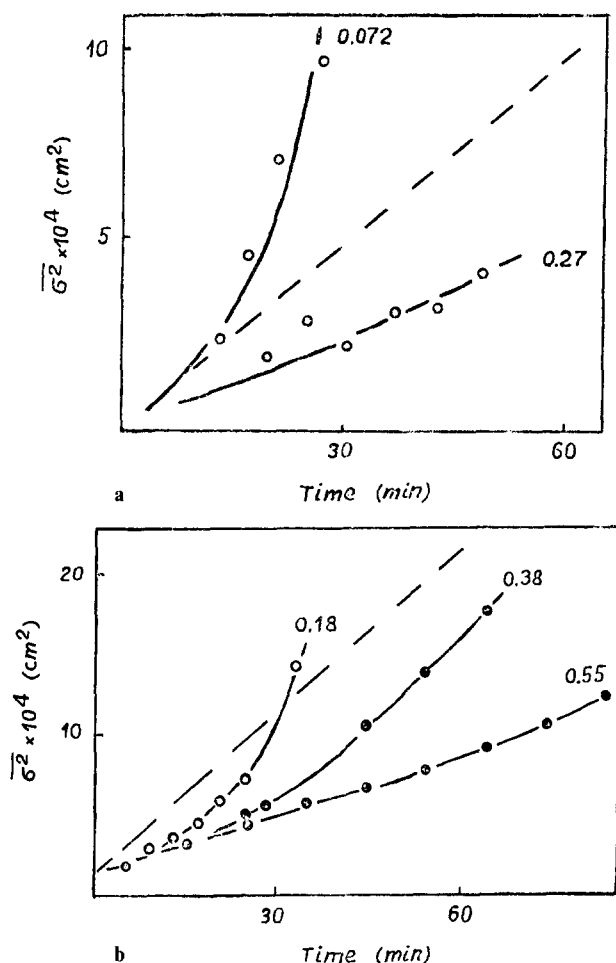 10
0.072
5
0.27
σ̅² ×10⁴ (cm²)
30
60
a
Time (min)
20
0.18
0.38
0.55
10
σ̅² ×10⁴ (cm²)
30
60
b
Time (min)